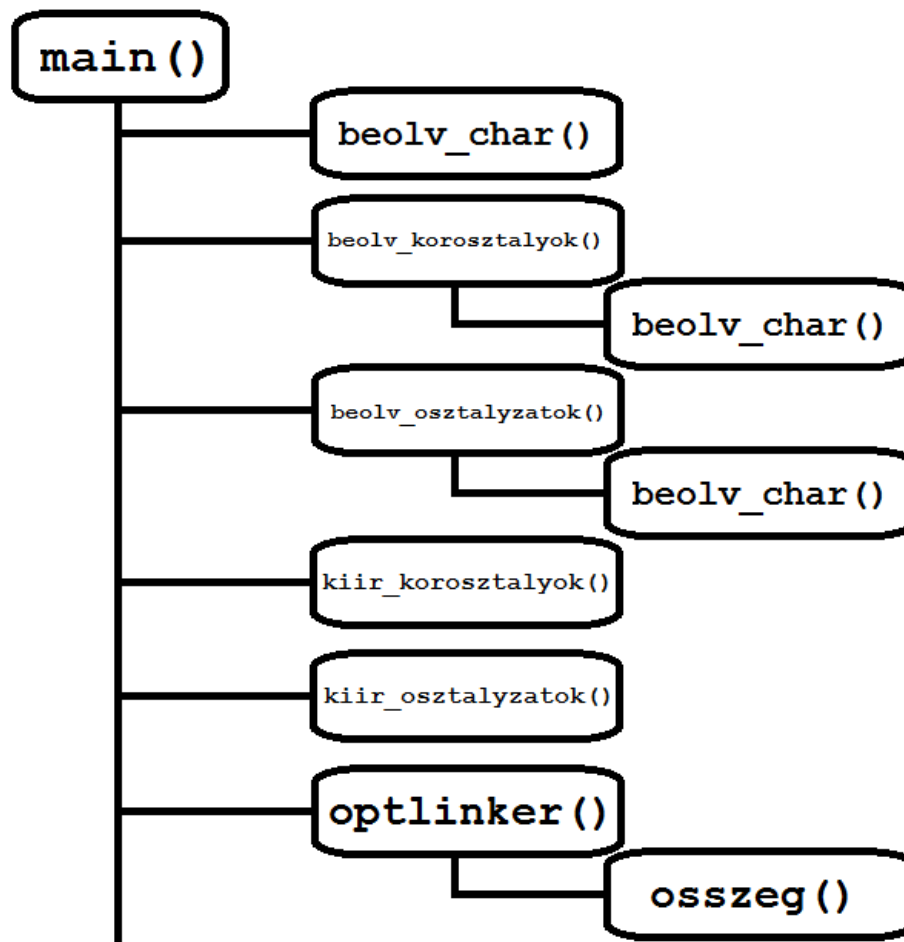 main()
beolv_char()
beolv_korosztalyok()
beolv_char()
beolv_osztalyzatok()
beolv_char()
kiir_korosztalyok()
kiir_osztalyzatok()
optlinker()
osszeg()